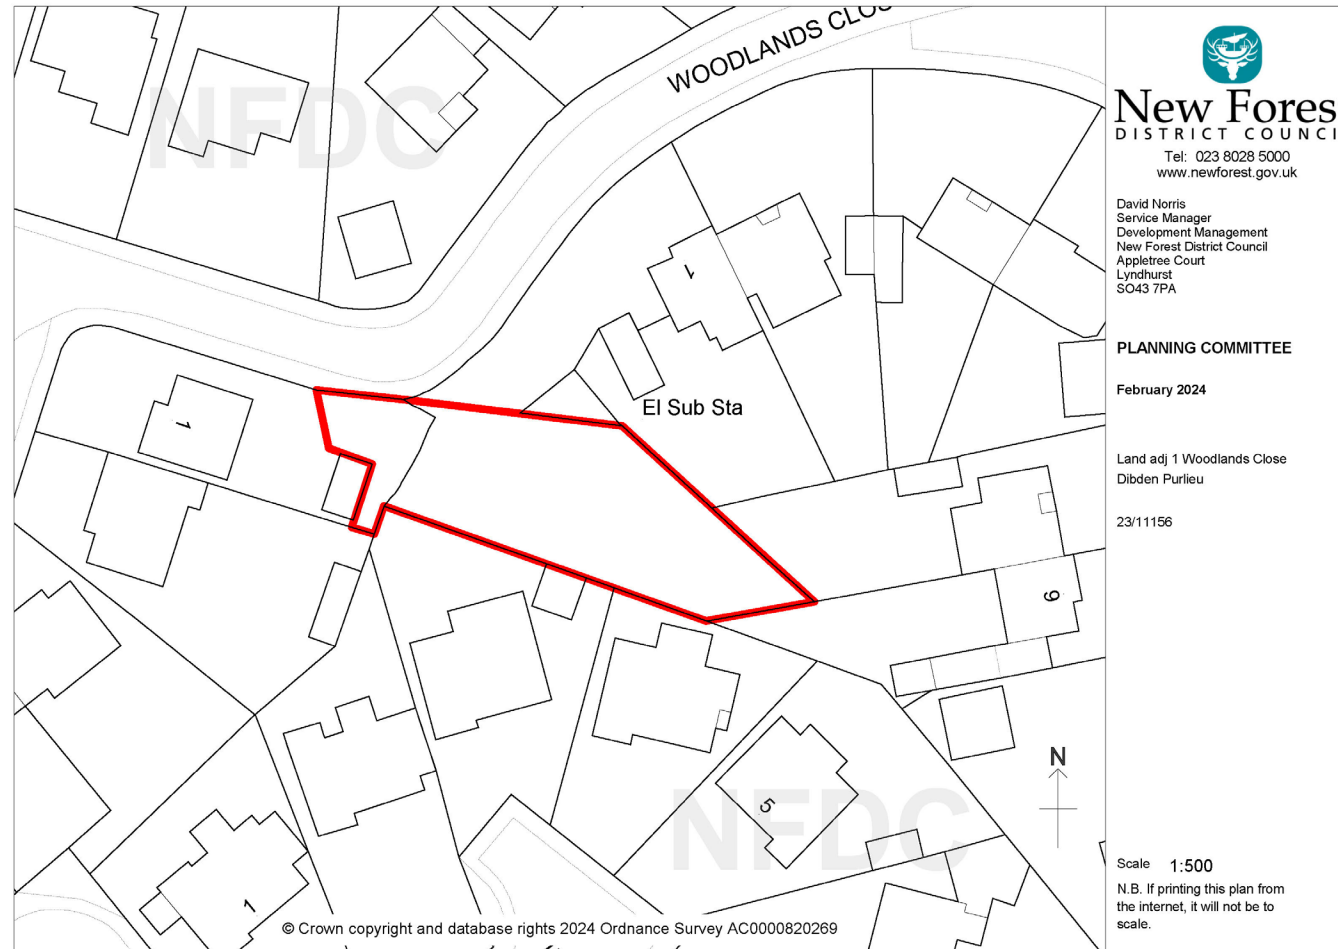 WOODLANDS CLOS
NFDC
1
1
El Sub Sta
9
5
NFDC
1
N
© Crown copyright and database rights 2024 Ordnance Survey AC0000820269
New Fores
DISTRICT COUNCI
Tel: 023 8028 5000
www.newforest.gov.uk
David Norris
Service Manager
Development Management
New Forest District Council
Appletree Court
Lyndhurst
SO43 7PA
PLANNING COMMITTEE
February 2024
Land adj 1 Woodlands Close
Dibden Purlieu
23/11156
Scale 1:500
N.B. If printing this plan from
the internet, it will not be to
scale.